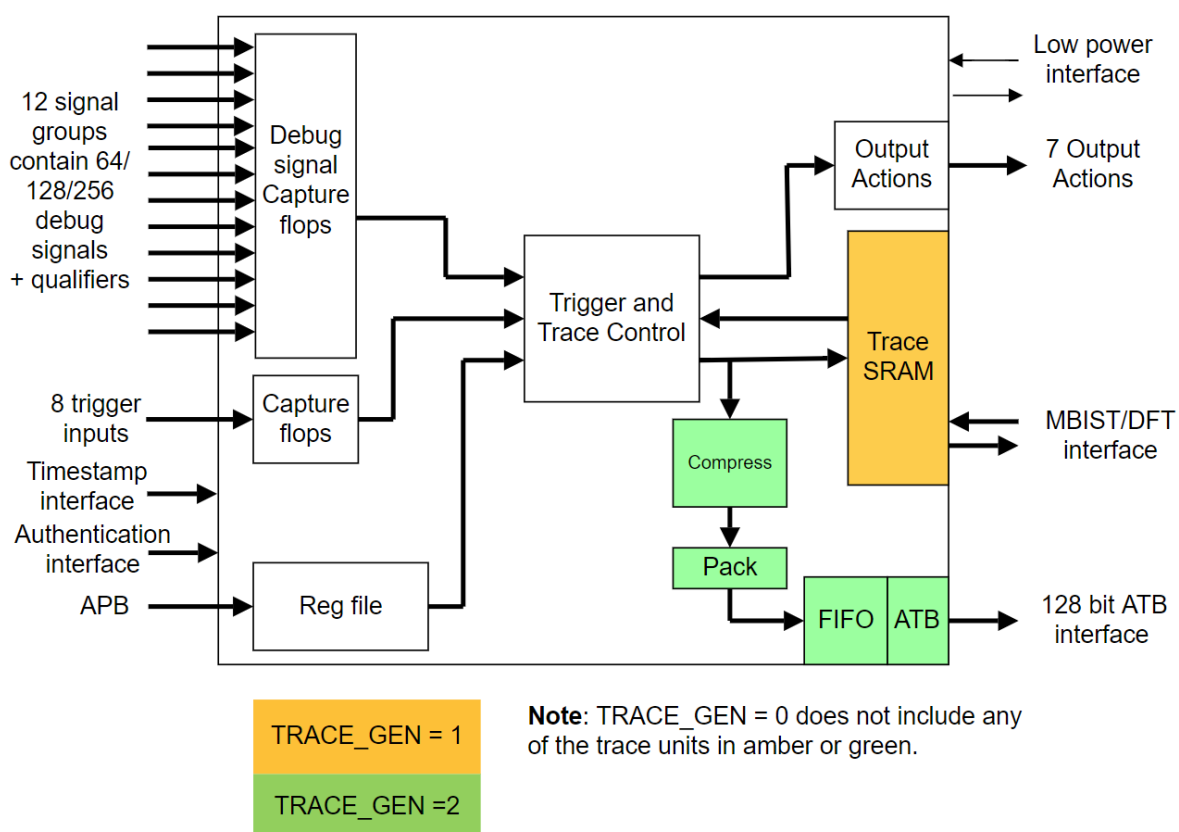 12 signal
groups
contain 64/
128/256
debug
signals
+ qualifiers
Debug
signal
Capture
flops
8 trigger
inputs
Capture
flops
Timestamp
interface
Authentication
interface
APB
Reg file
Trigger and
Trace Control
Output
Actions
Trace
SRAM
Compress
Pack
FIFO
ATB
Low power
interface
7 Output
Actions
MBIST/DFT
interface
128 bit ATB
interface
TRACE_GEN = 1
TRACE_GEN =2
Note: TRACE_GEN = 0 does not include any
of the trace units in amber or green.